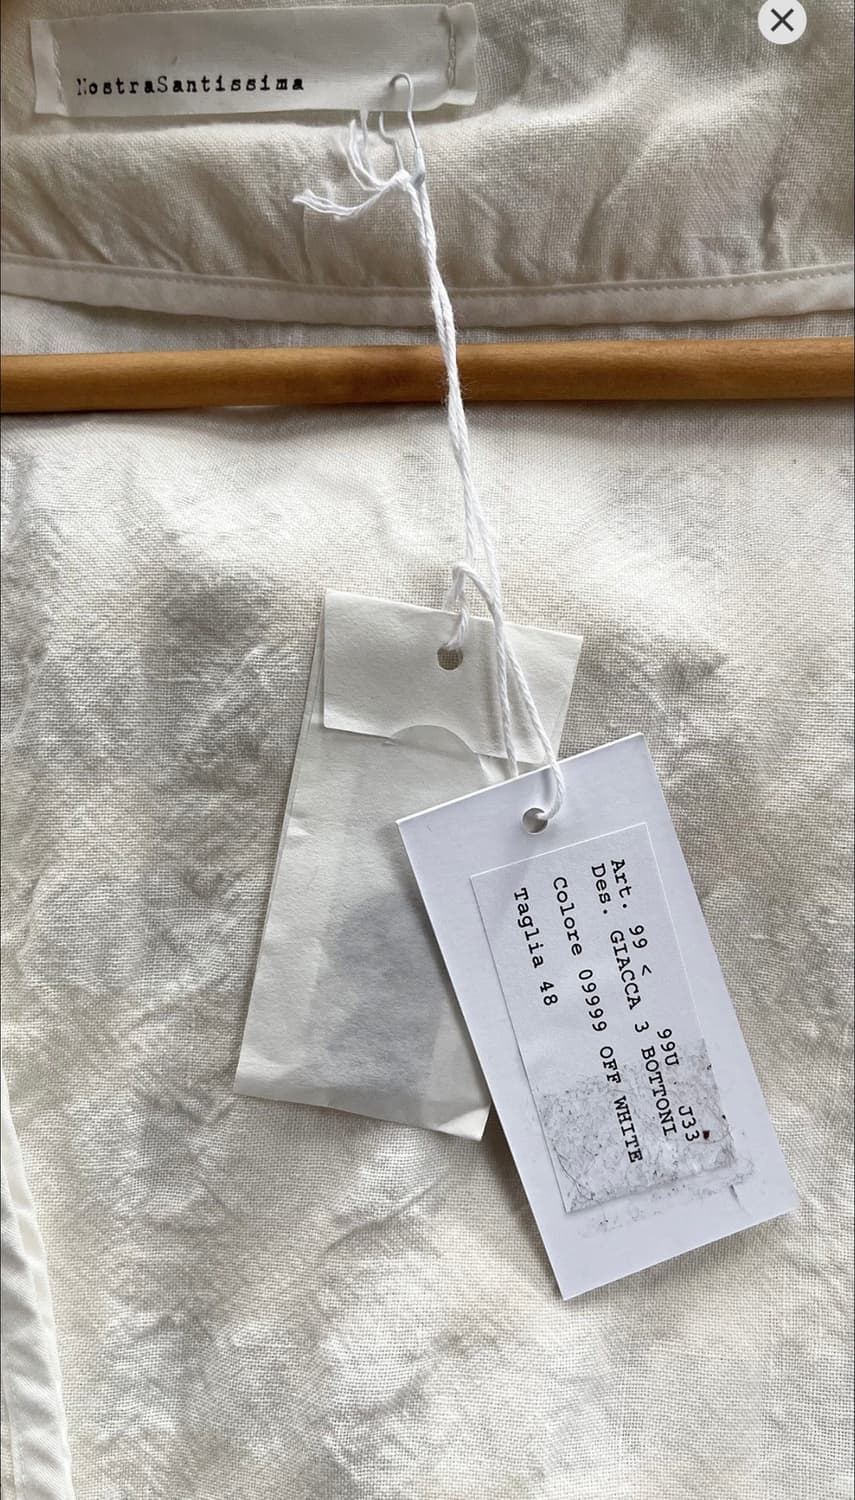 NostraSantissima
Art. 99 < 99U J33
Des. GIACCA 3 BOTTONI
Colore 09999 OFF WHITE
Taglia 48